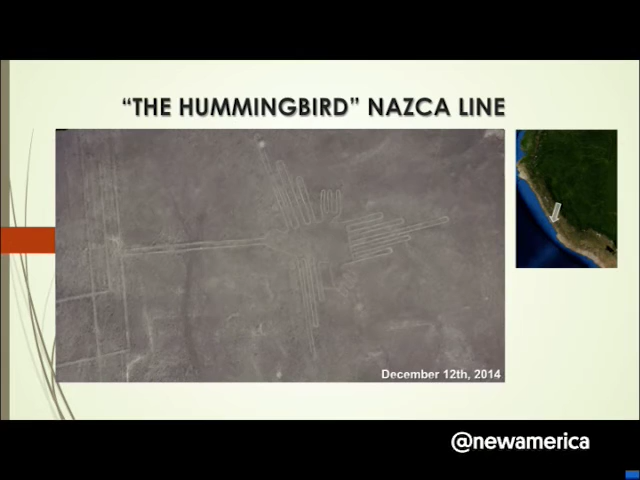 “THE HUMMINGBIRD” NAZCA LINE
December 12th, 2014
@newamerica